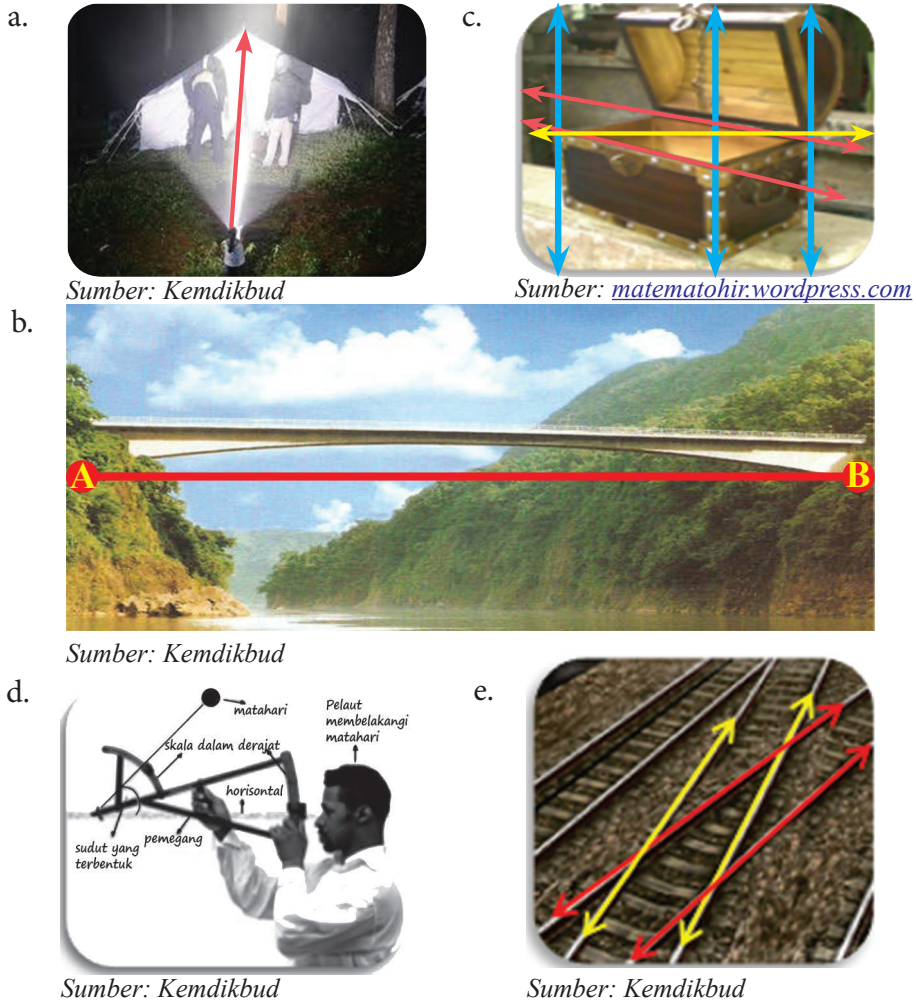 a.
c.
Sumber: Kemdikbud
Sumber: matematohir.wordpress.com
b.
A
B
Sumber: Kemdikbud
d.
matahari
Pelaut
membelakangi
matahari
skala dalam derajat
horisontal
sudut yang
terbentuk
pemegang
Sumber: Kemdikbud
e.
Sumber: Kemdikbud